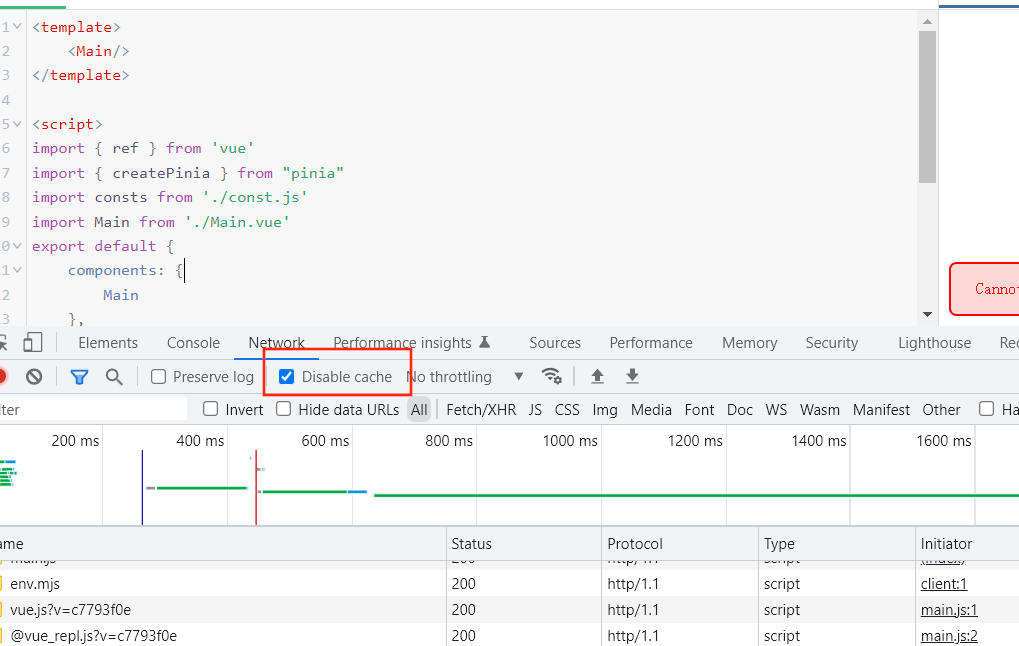 1 <template>
2 <Main/>
3 </template>
4
5 <script>
6 import { ref } from 'vue'
7 import { createPinia } from "pinia"
8 import consts from './const.js'
9 import Main from './Main.vue'
0 export default {
1 components: {
2 Main
3 },
Canno
Elements Console Network Performance insights Sources Performance Memory Security Lighthouse Rec
Preserve log Disable cache No throttling
lter Invert Hide data URLs All Fetch/XHR JS CSS Img Media Font Doc WS Wasm Manifest Other Ha
200 ms 400 ms 600 ms 800 ms 1000 ms 1200 ms 1400 ms 1600 ms
ame Status Protocol Type Initiator
main.js 200 http/1.1 script (index)
env.mjs 200 http/1.1 script client:1
vue.js?v=c7793f0e 200 http/1.1 script main.js:1
@vue_repl.js?v=c7793f0e 200 http/1.1 script main.js:2